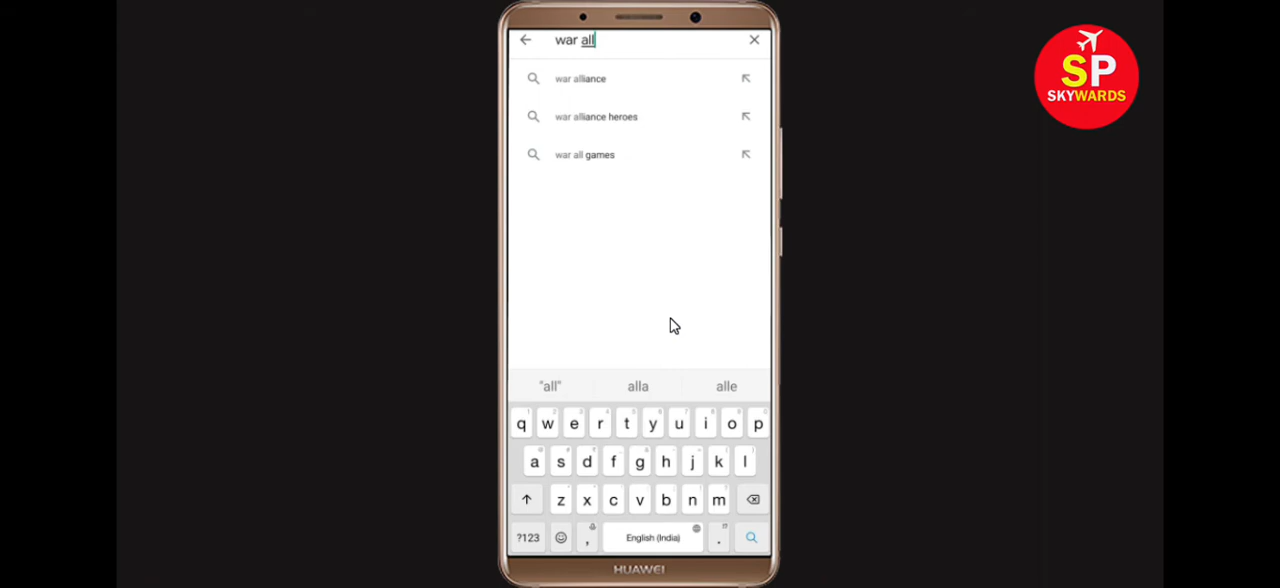 war all
SP
SKYWARDS
war alliance
war alliance heroes
war all games
"all" alla alle
q w e r t y u i o p
a s d f g h j k l
z x c v b n m
?123 , English (India) .
HUAWEI